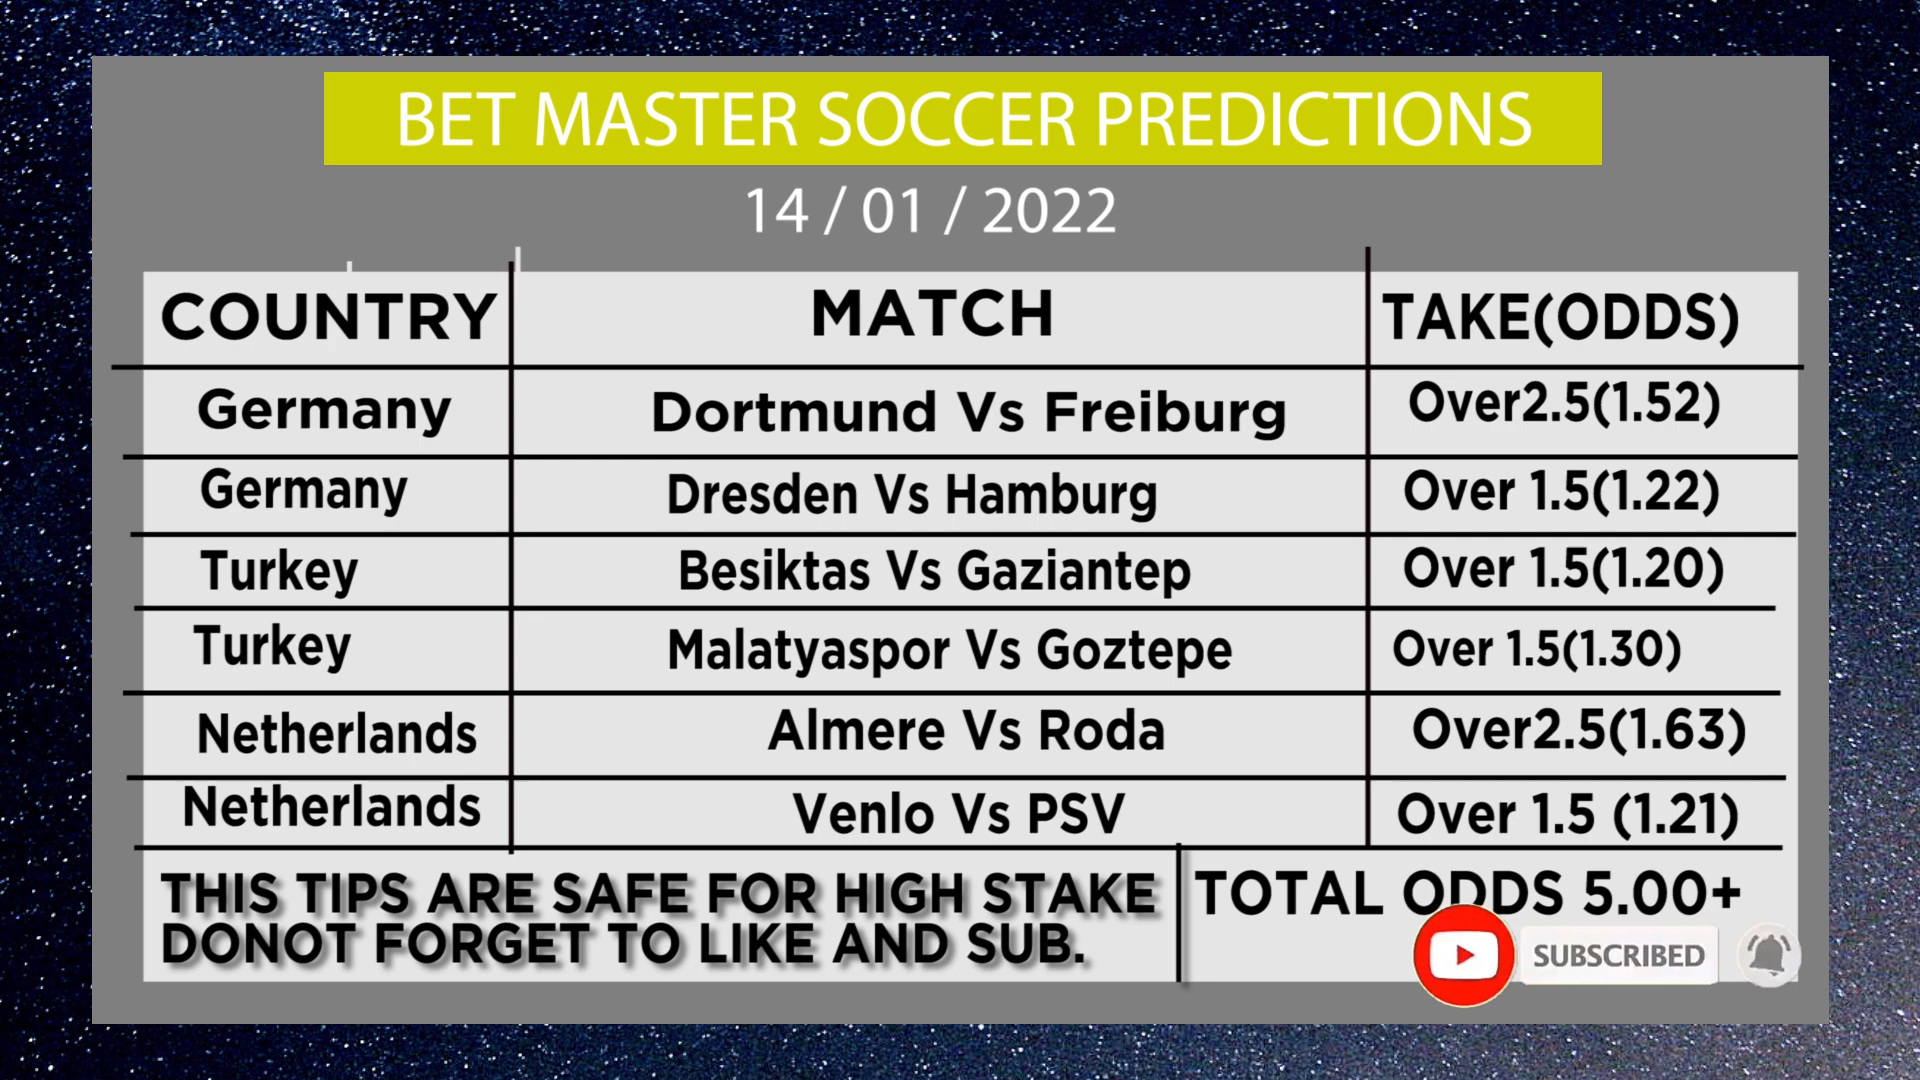 BET MASTER SOCCER PREDICTIONS
14 / 01 / 2022
COUNTRY MATCH TAKE(ODDS)
Germany Dortmund Vs Freiburg Over2.5(1.52)
Germany Dresden Vs Hamburg Over 1.5(1.22)
Turkey Besiktas Vs Gaziantep Over 1.5(1.20)
Turkey Malatyaspor Vs Goztepe Over 1.5(1.30)
Netherlands Almere Vs Roda Over2.5(1.63)
Netherlands Venlo Vs PSV Over 1.5 (1.21)
THIS TIPS ARE SAFE FOR HIGH STAKE
DONOT FORGET TO LIKE AND SUB.
TOTAL ODDS 5.00+
SUBSCRIBED